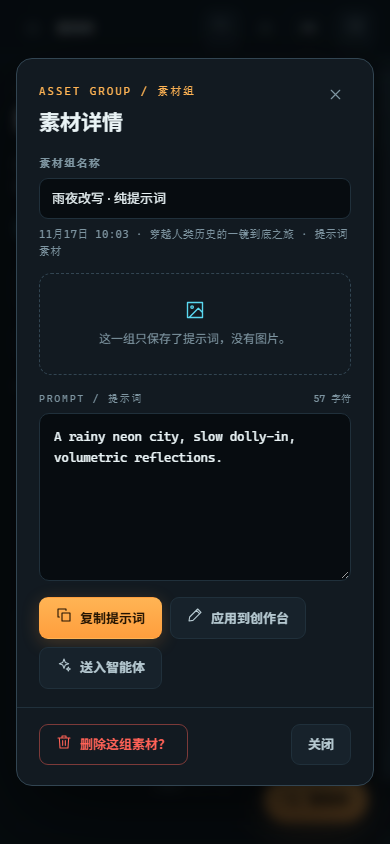 ASSET GROUP / 素材组
素材详情
素材组名称
雨夜改写 · 纯提示词
11月17日 10:03 · 穿越人类历史的一镜到底之旅 · 提示词
素材
这一组只保存了提示词，没有图片。
PROMPT / 提示词
57 字符
A rainy neon city, slow dolly-in,
volumetric reflections.
复制提示词
应用到创作台
送入智能体
删除这组素材?
关闭